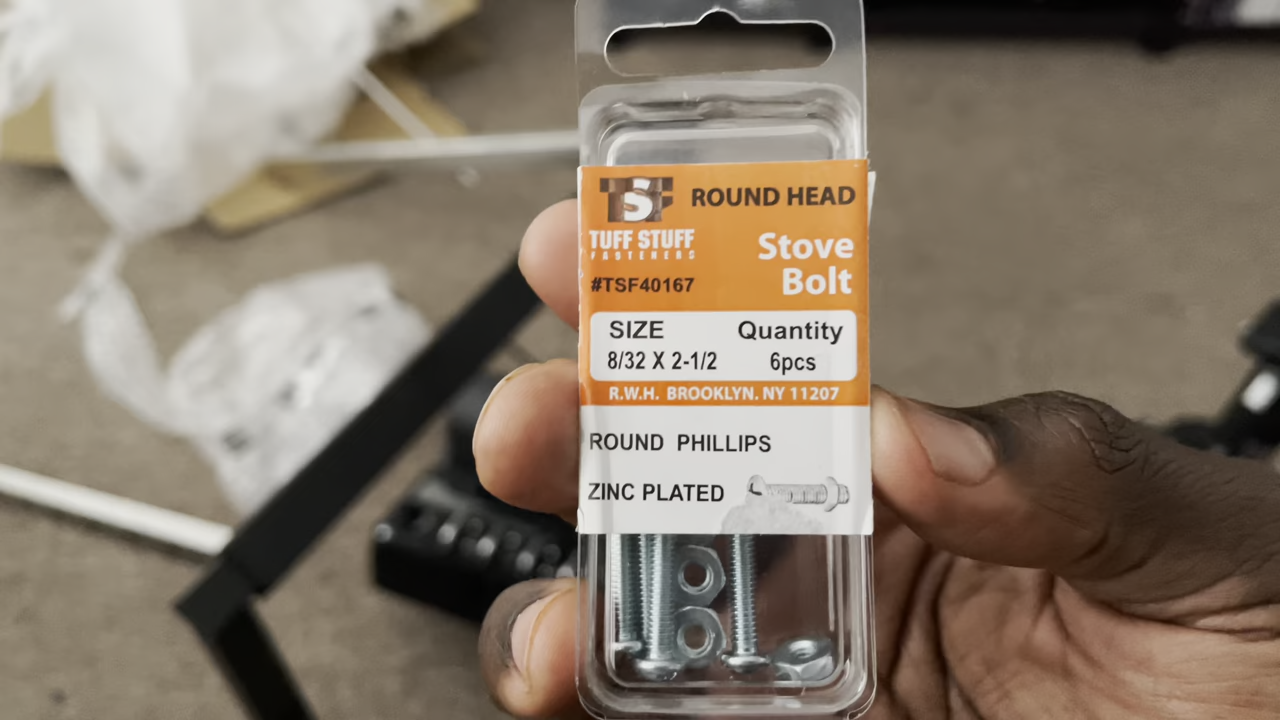 TSF ROUND HEAD
TUFF STUFF
FASTENERS
Stove
Bolt
#TSF40167
SIZE Quantity
8/32 X 2-1/2 6pcs
R.W.H. BROOKLYN. NY 11207
ROUND PHILLIPS
ZINC PLATED